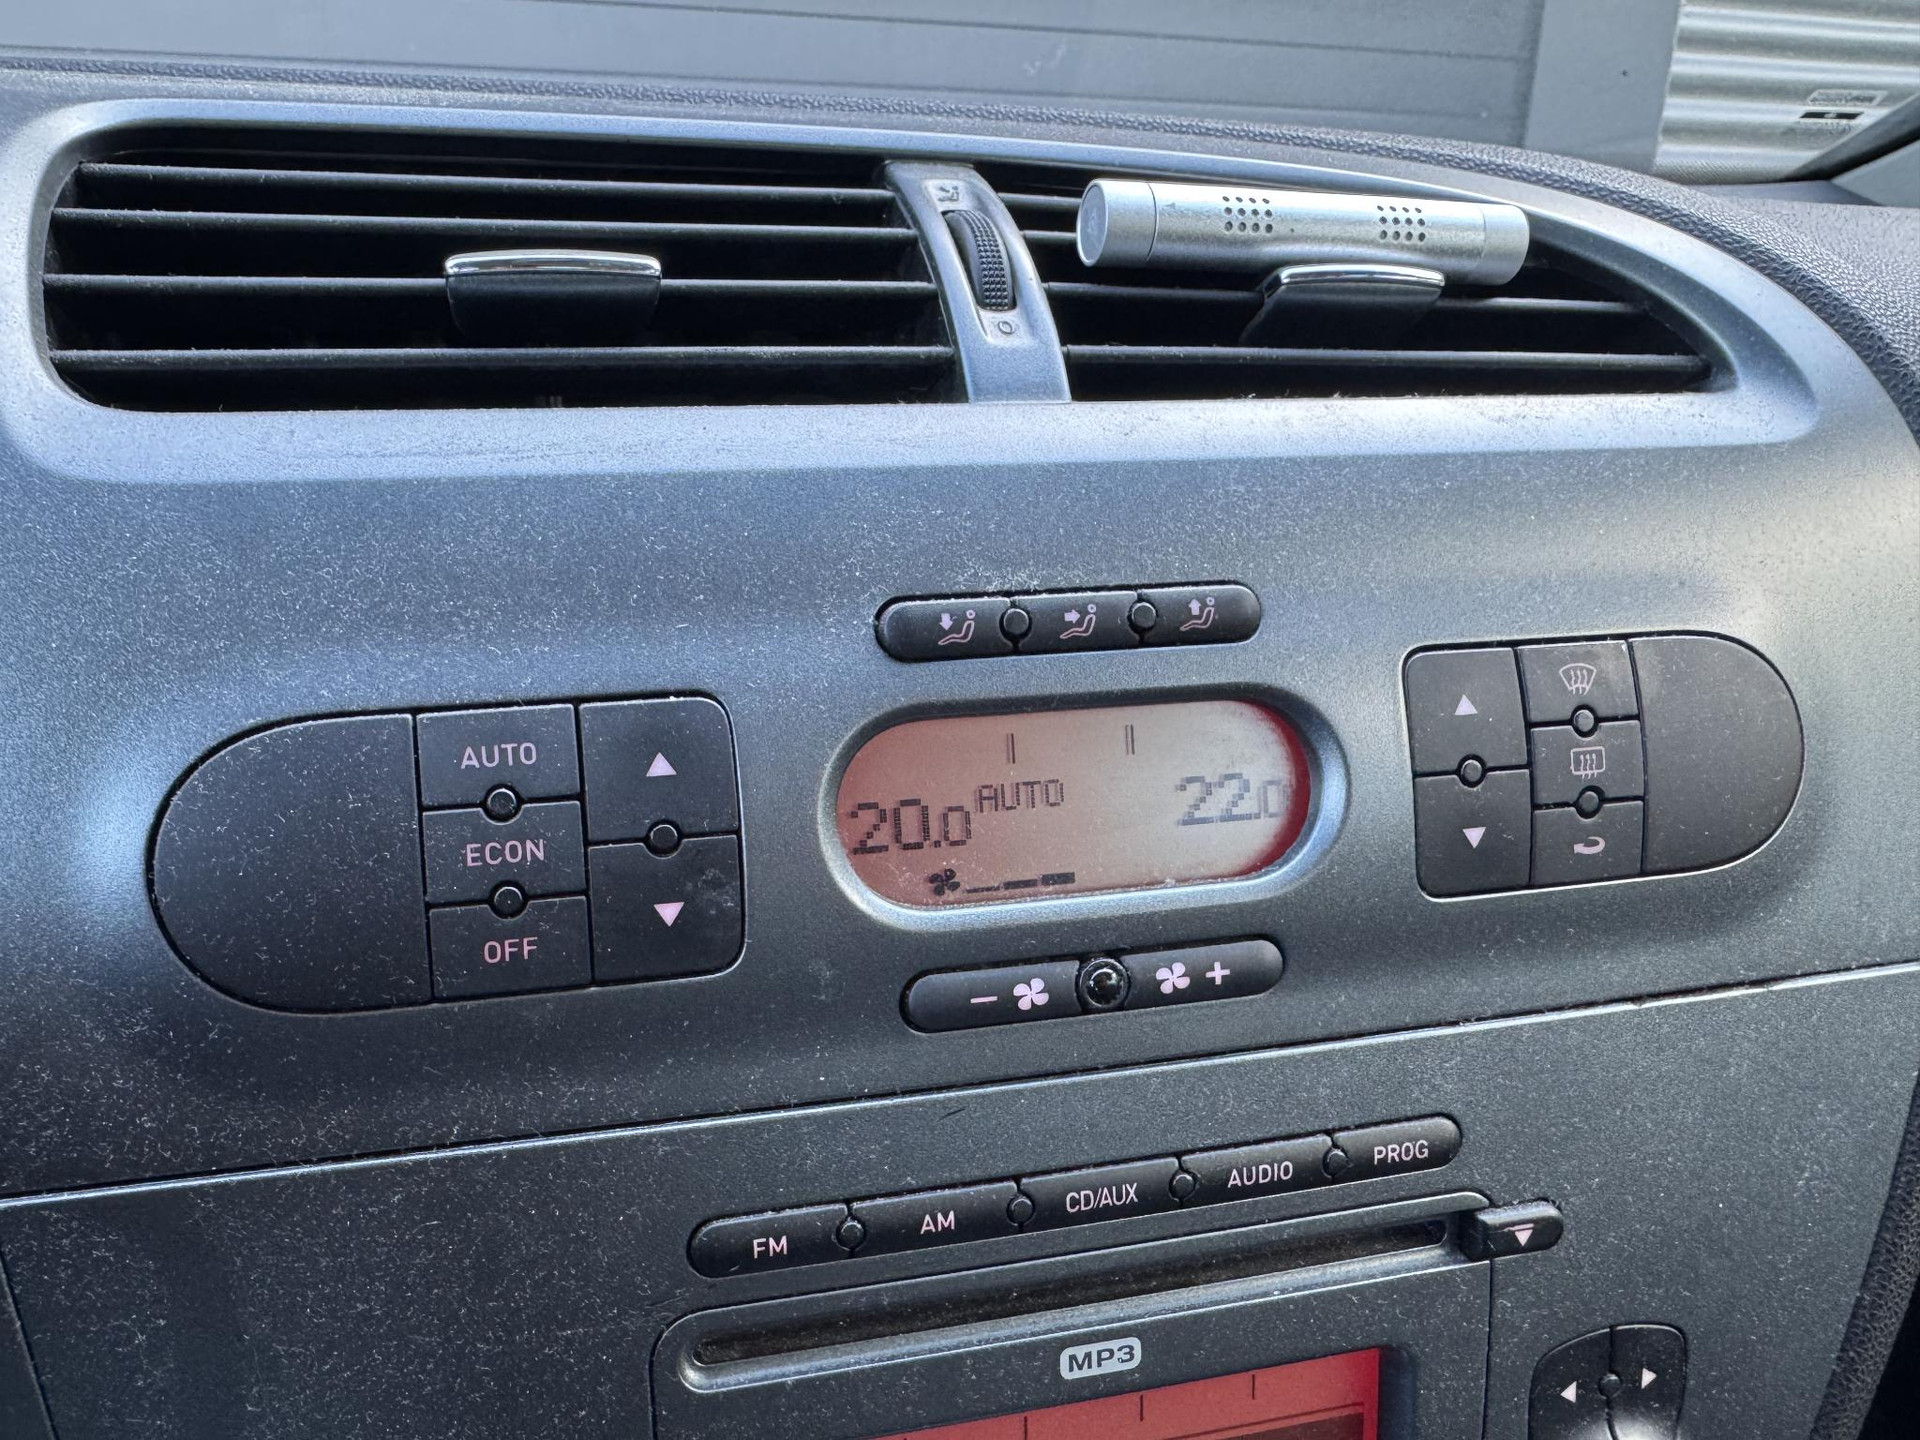 AUTO
ECON
OFF
20.0 AUTO 22.0
- +
FM AM CD/AUX AUDIO PROG
MP3